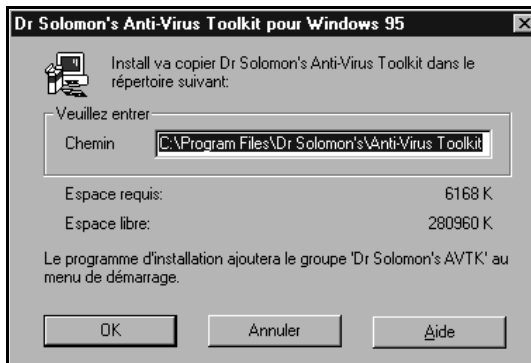 Dr Solomon's Anti-Virus Toolkit pour Windows 95
Install va copier Dr Solomon's Anti-Virus Toolkit dans le
répertoire suivant:
Veuillez entrer
Chemin C:\Program Files\Dr Solomon's\Anti-Virus Toolkit
Espace requis: 6168 K
Espace libre: 280960 K
Le programme d'installation ajoutera le groupe 'Dr Solomon's AVTK' au
menu de démarrage.
OK Annuler Aide